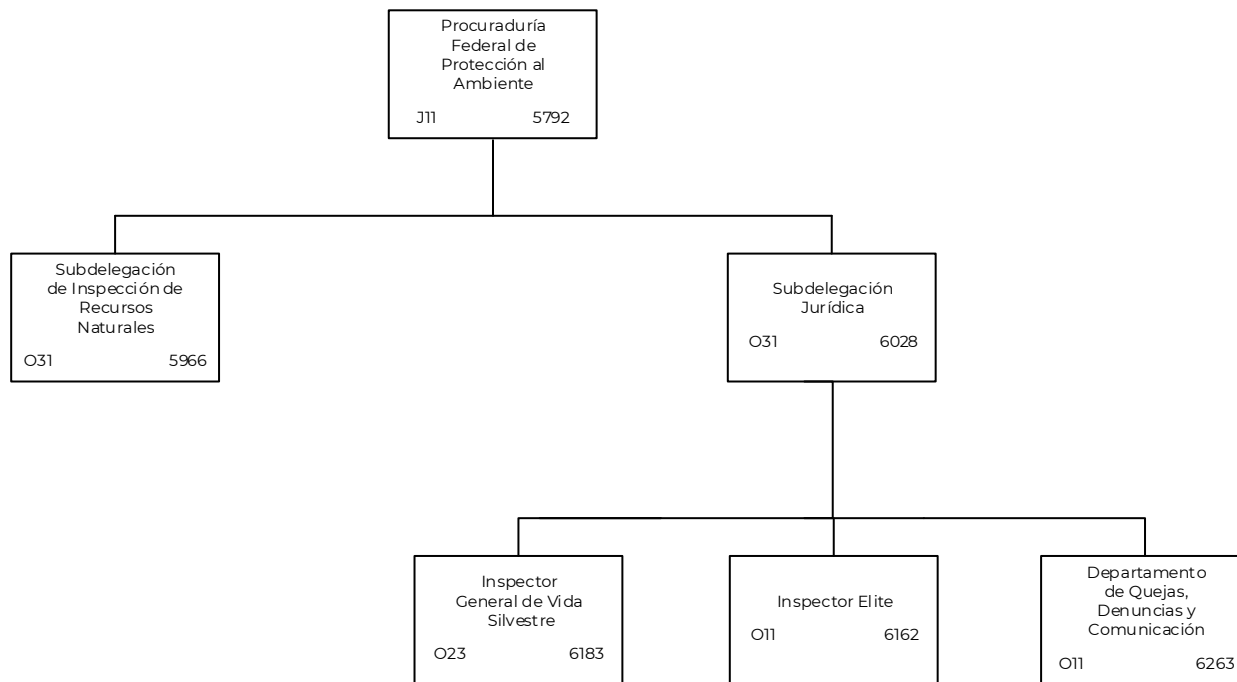 Procuraduría
Federal de
Protección al
Ambiente
J11 5792
Subdelegación
de Inspección de
Recursos
Naturales
O31 5966
Subdelegación
Jurídica
O31 6028
Inspector
General de Vida
Silvestre
O23 6183
Inspector Elite
O11 6162
Departamento
de Quejas,
Denuncias y
Comunicación
O11 6263